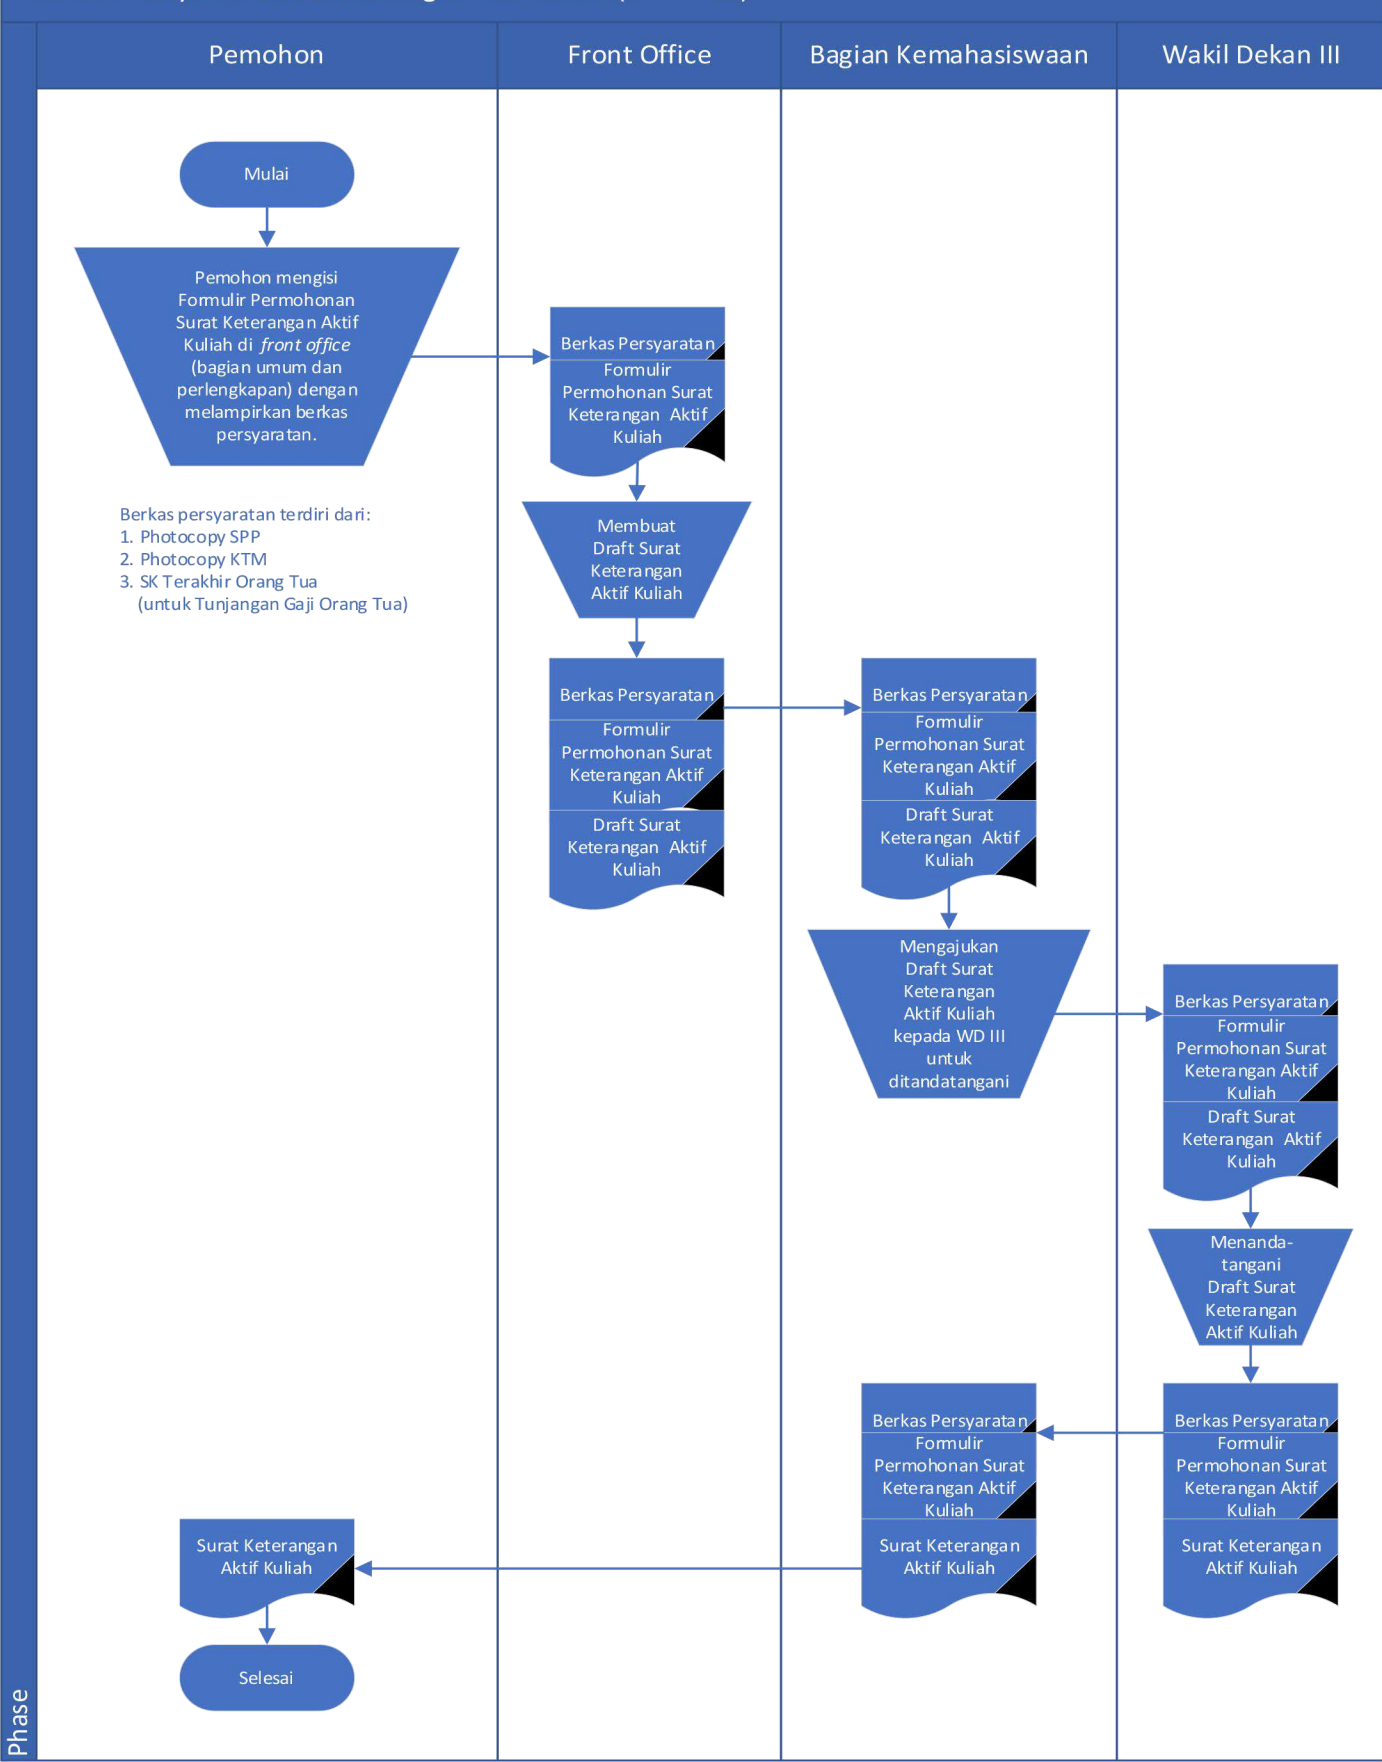 Pemohon
Front Office
Bagian Kemahasiswaan
Wakil Dekan III
Mulai
Pemohon mengisi
Formulir Permohonan
Surat Keterangan Aktif
Kuliah di front office
(bagian umum dan
perlengkapan) dengan
melampirkan berkas
persyaratan.
Berkas persyaratan terdiri dari:
1. Photocopy SPP
2. Photocopy KTM
3. SK Terakhir Orang Tua
(untuk Tunjangan Gaji Orang Tua)
Berkas Persyaratan
Formulir
Permohonan Surat
Keterangan Aktif
Kuliah
Membuat
Draft Surat
Keterangan
Aktif Kuliah
Berkas Persyaratan
Formulir
Permohonan Surat
Keterangan Aktif
Kuliah
Draft Surat
Keterangan Aktif
Kuliah
Berkas Persyaratan
Formulir
Permohonan Surat
Keterangan Aktif
Kuliah
Draft Surat
Keterangan Aktif
Kuliah
Mengajukan
Draft Surat
Keterangan
Aktif Kuliah
kepada WD III
untuk
ditandatangani
Berkas Persyaratan
Formulir
Permohonan Surat
Keterangan Aktif
Kuliah
Draft Surat
Keterangan Aktif
Kuliah
Menanda-
tangani
Draft Surat
Keterangan
Aktif Kuliah
Berkas Persyaratan
Formulir
Permohonan Surat
Keterangan Aktif
Kuliah
Surat Keterangan
Aktif Kuliah
Berkas Persyaratan
Formulir
Permohonan Surat
Keterangan Aktif
Kuliah
Surat Keterangan
Aktif Kuliah
Surat Keterangan
Aktif Kuliah
Selesai
Phase